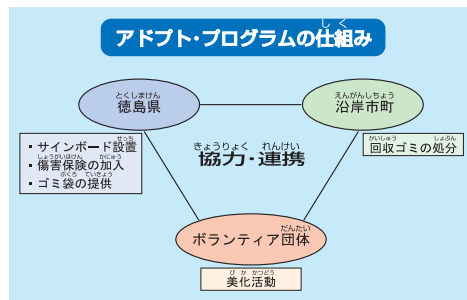 アドプト・プログラムの仕組み
しく
とくしまけん
徳島県
えんがんしちょう
沿岸市町
せっち
・サインボード設置
しょうがいほけん かにゅう
・傷害保険の加入
ぶくろ ていきょう
・ゴミ袋の提供
きょうりょく れんけい
協力・連携
かいしゅう しょぶん
回収ゴミの処分
だんたい
ボランティア団体
びか かつどう
美化活動